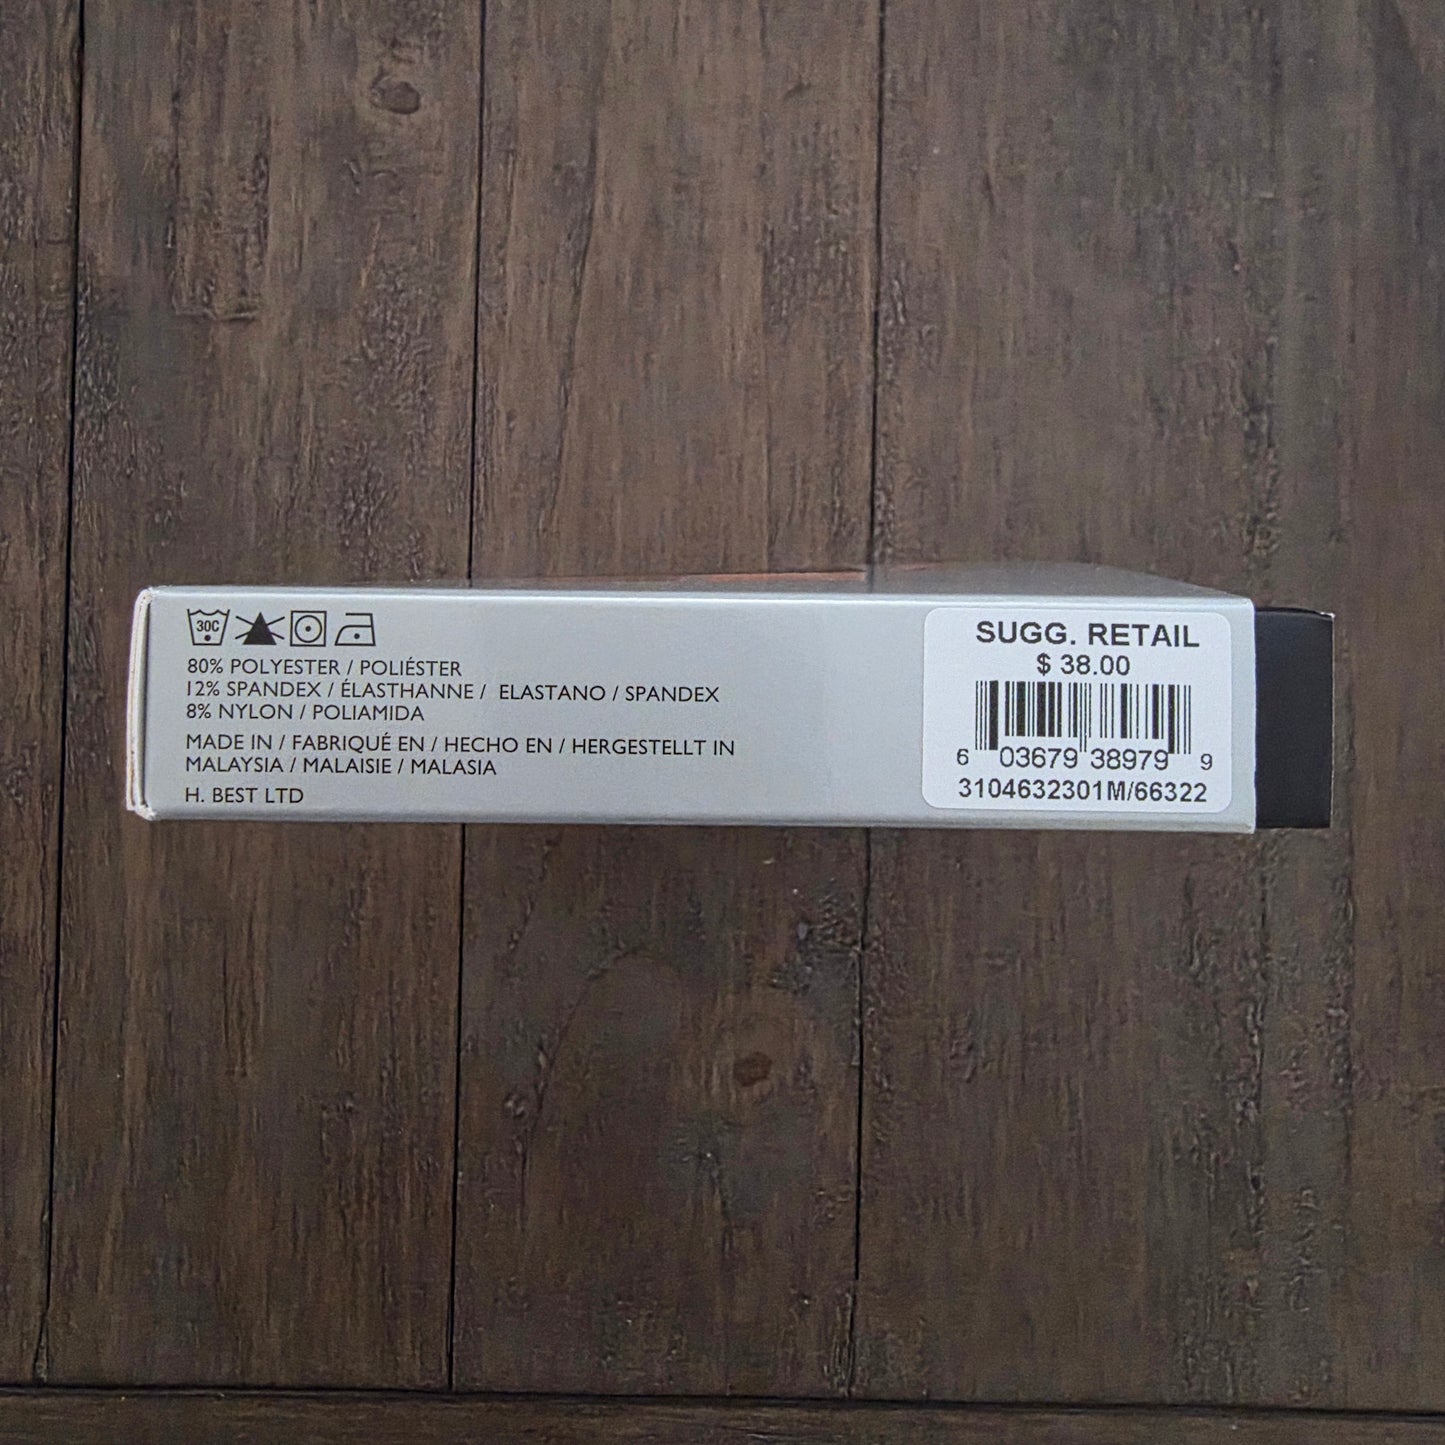 30C
80% POLYESTER / POLIÉSTER
12% SPANDEX / ÉLASTHANNE / ELASTANO / SPANDEX
8% NYLON / POLIAMIDA
MADE IN / FABRIQUÉ EN / HECHO EN / HERGESTELLT IN
MALAYSIA / MALAISIE / MALASIA
H. BEST LTD
SUGG. RETAIL
$ 38.00
6 03679 38979 9
3104632301M/66322